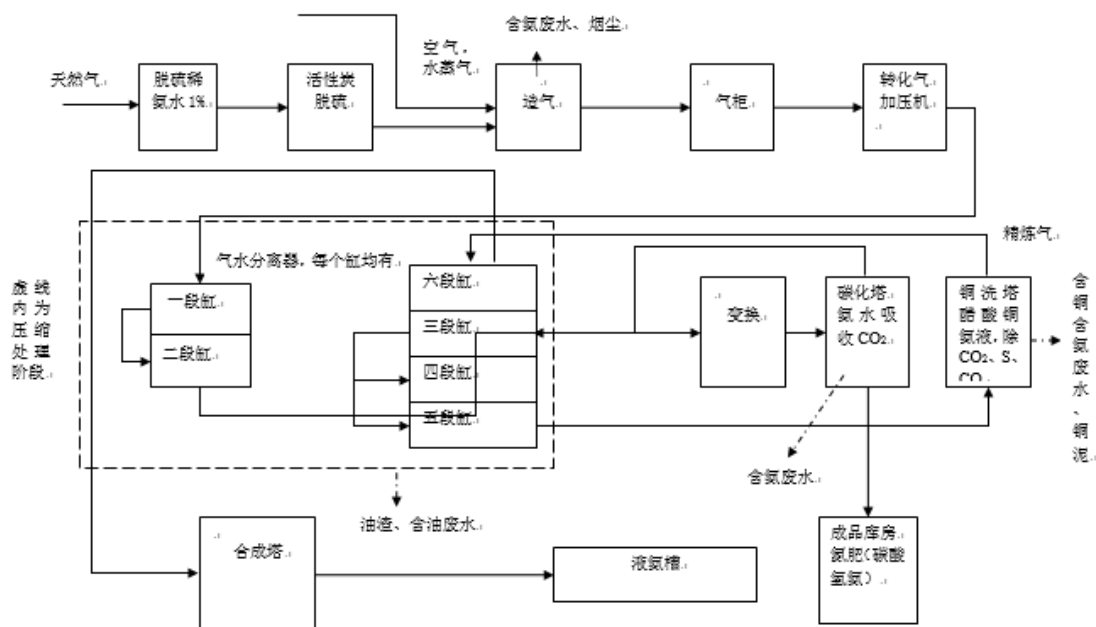 含氨废水、烟尘
空气，
水蒸气
天然气
脱硫稀
氨水1%
活性炭
脱硫
造气
气柜
转化气
加压机
精炼气
气水分离器，每个缸均有
虚线
内为
压缩
处理
阶段
一段缸
二段缸
六段缸
三段缸
四段缸
五段缸
变换
碳化塔
氨水吸
收CO₂
铜洗塔
醋酸铜
氨液，除
CO₂、S、
CO
含
铜
含
氨
废
水
、
铜
泥
含氨废水
油渣、含油废水
合成塔
液氨槽
成品库房
氮肥（碳酸
氢氨）